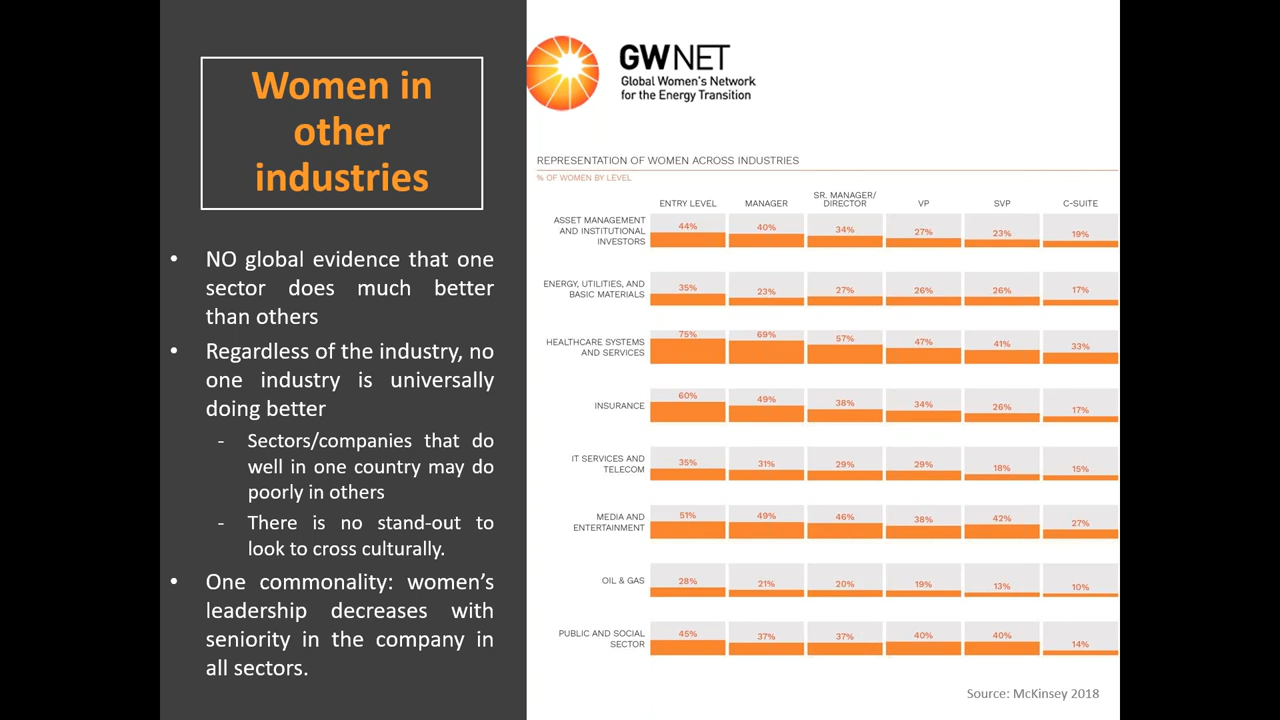 Women in
other
industries
• NO global evidence that one
sector does much better
than others
• Regardless of the industry, no
one industry is universally
doing better
- Sectors/companies that do
well in one country may do
poorly in others
- There is no stand-out to
look to cross culturally.
• One commonality: women's
leadership decreases with
seniority in the company in
all sectors.
GWNET
Global Women's Network
for the Energy Transition
REPRESENTATION OF WOMEN ACROSS INDUSTRIES
% OF WOMEN BY LEVEL
ENTRY LEVEL MANAGER SR. MANAGER/ DIRECTOR VP SVP C-SUITE
ASSET MANAGEMENT
AND INSTITUTIONAL
INVESTORS
44% 40% 34% 27% 23% 19%
ENERGY, UTILITIES, AND
BASIC MATERIALS
35% 23% 27% 26% 26% 17%
HEALTHCARE SYSTEMS
AND SERVICES
75% 69% 57% 47% 41% 33%
INSURANCE
60% 49% 38% 34% 26% 17%
IT SERVICES AND
TELECOM
35% 31% 29% 29% 18% 15%
MEDIA AND
ENTERTAINMENT
51% 49% 46% 38% 42% 27%
OIL & GAS
28% 21% 20% 19% 13% 10%
PUBLIC AND SOCIAL
SECTOR
45% 37% 37% 40% 40% 14%
Source: McKinsey 2018